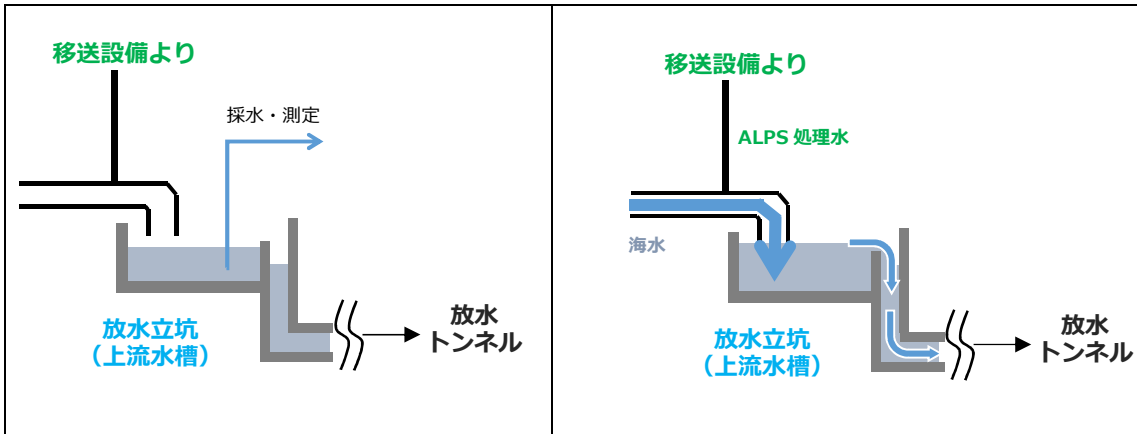 移送設備より
採水・測定
放水立坑
（上流水槽）
放水
トンネル
移送設備より
ALPS 処理水
海水
放水立坑
（上流水槽）
放水
トンネル